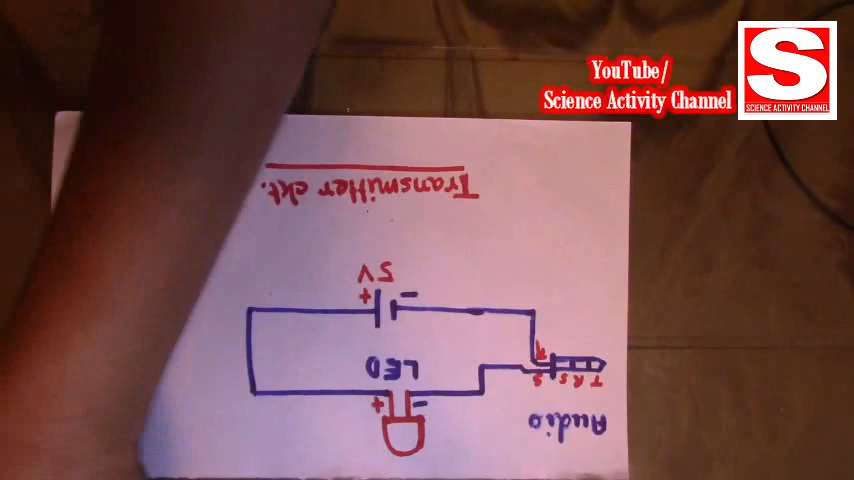 YouTube/
Science Activity Channel
S
SCIENCE ACTIVITY CHANNEL
Transmitter ckt.
5V
+ -
LED
+ -
T R S
S
Audio